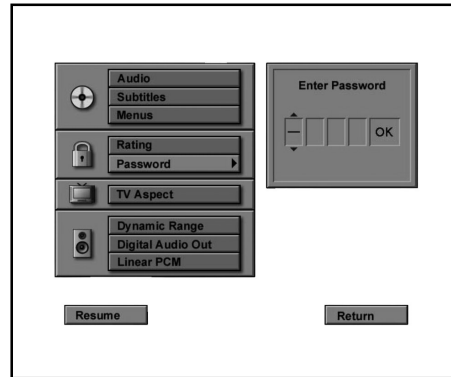 Audio
Subtitles
Menus
Rating
Password
TV Aspect
Dynamic Range
Digital Audio Out
Linear PCM
Enter Password
OK
Resume
Return